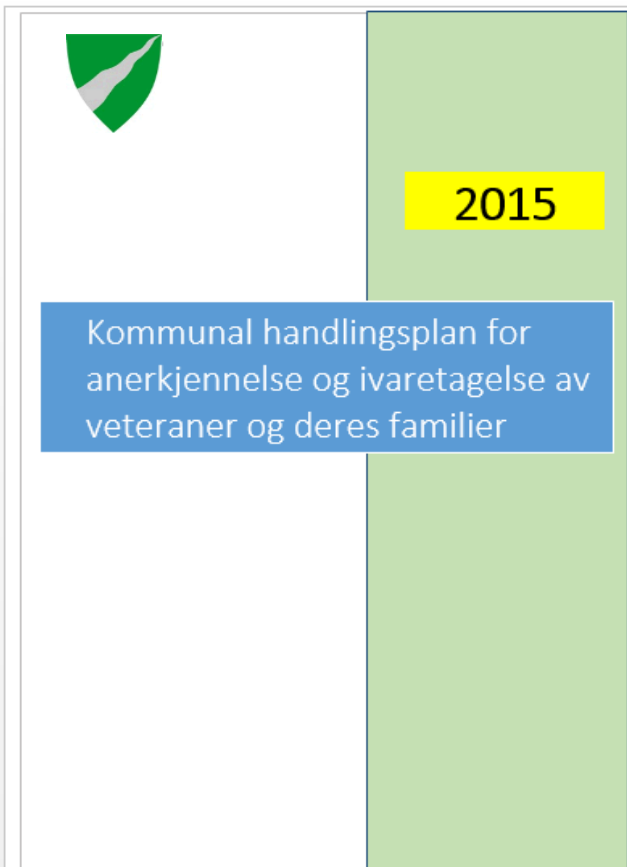 2015
Kommunal handlingsplan for
anerkjennelse og ivaretagelse av
veteraner og deres familier